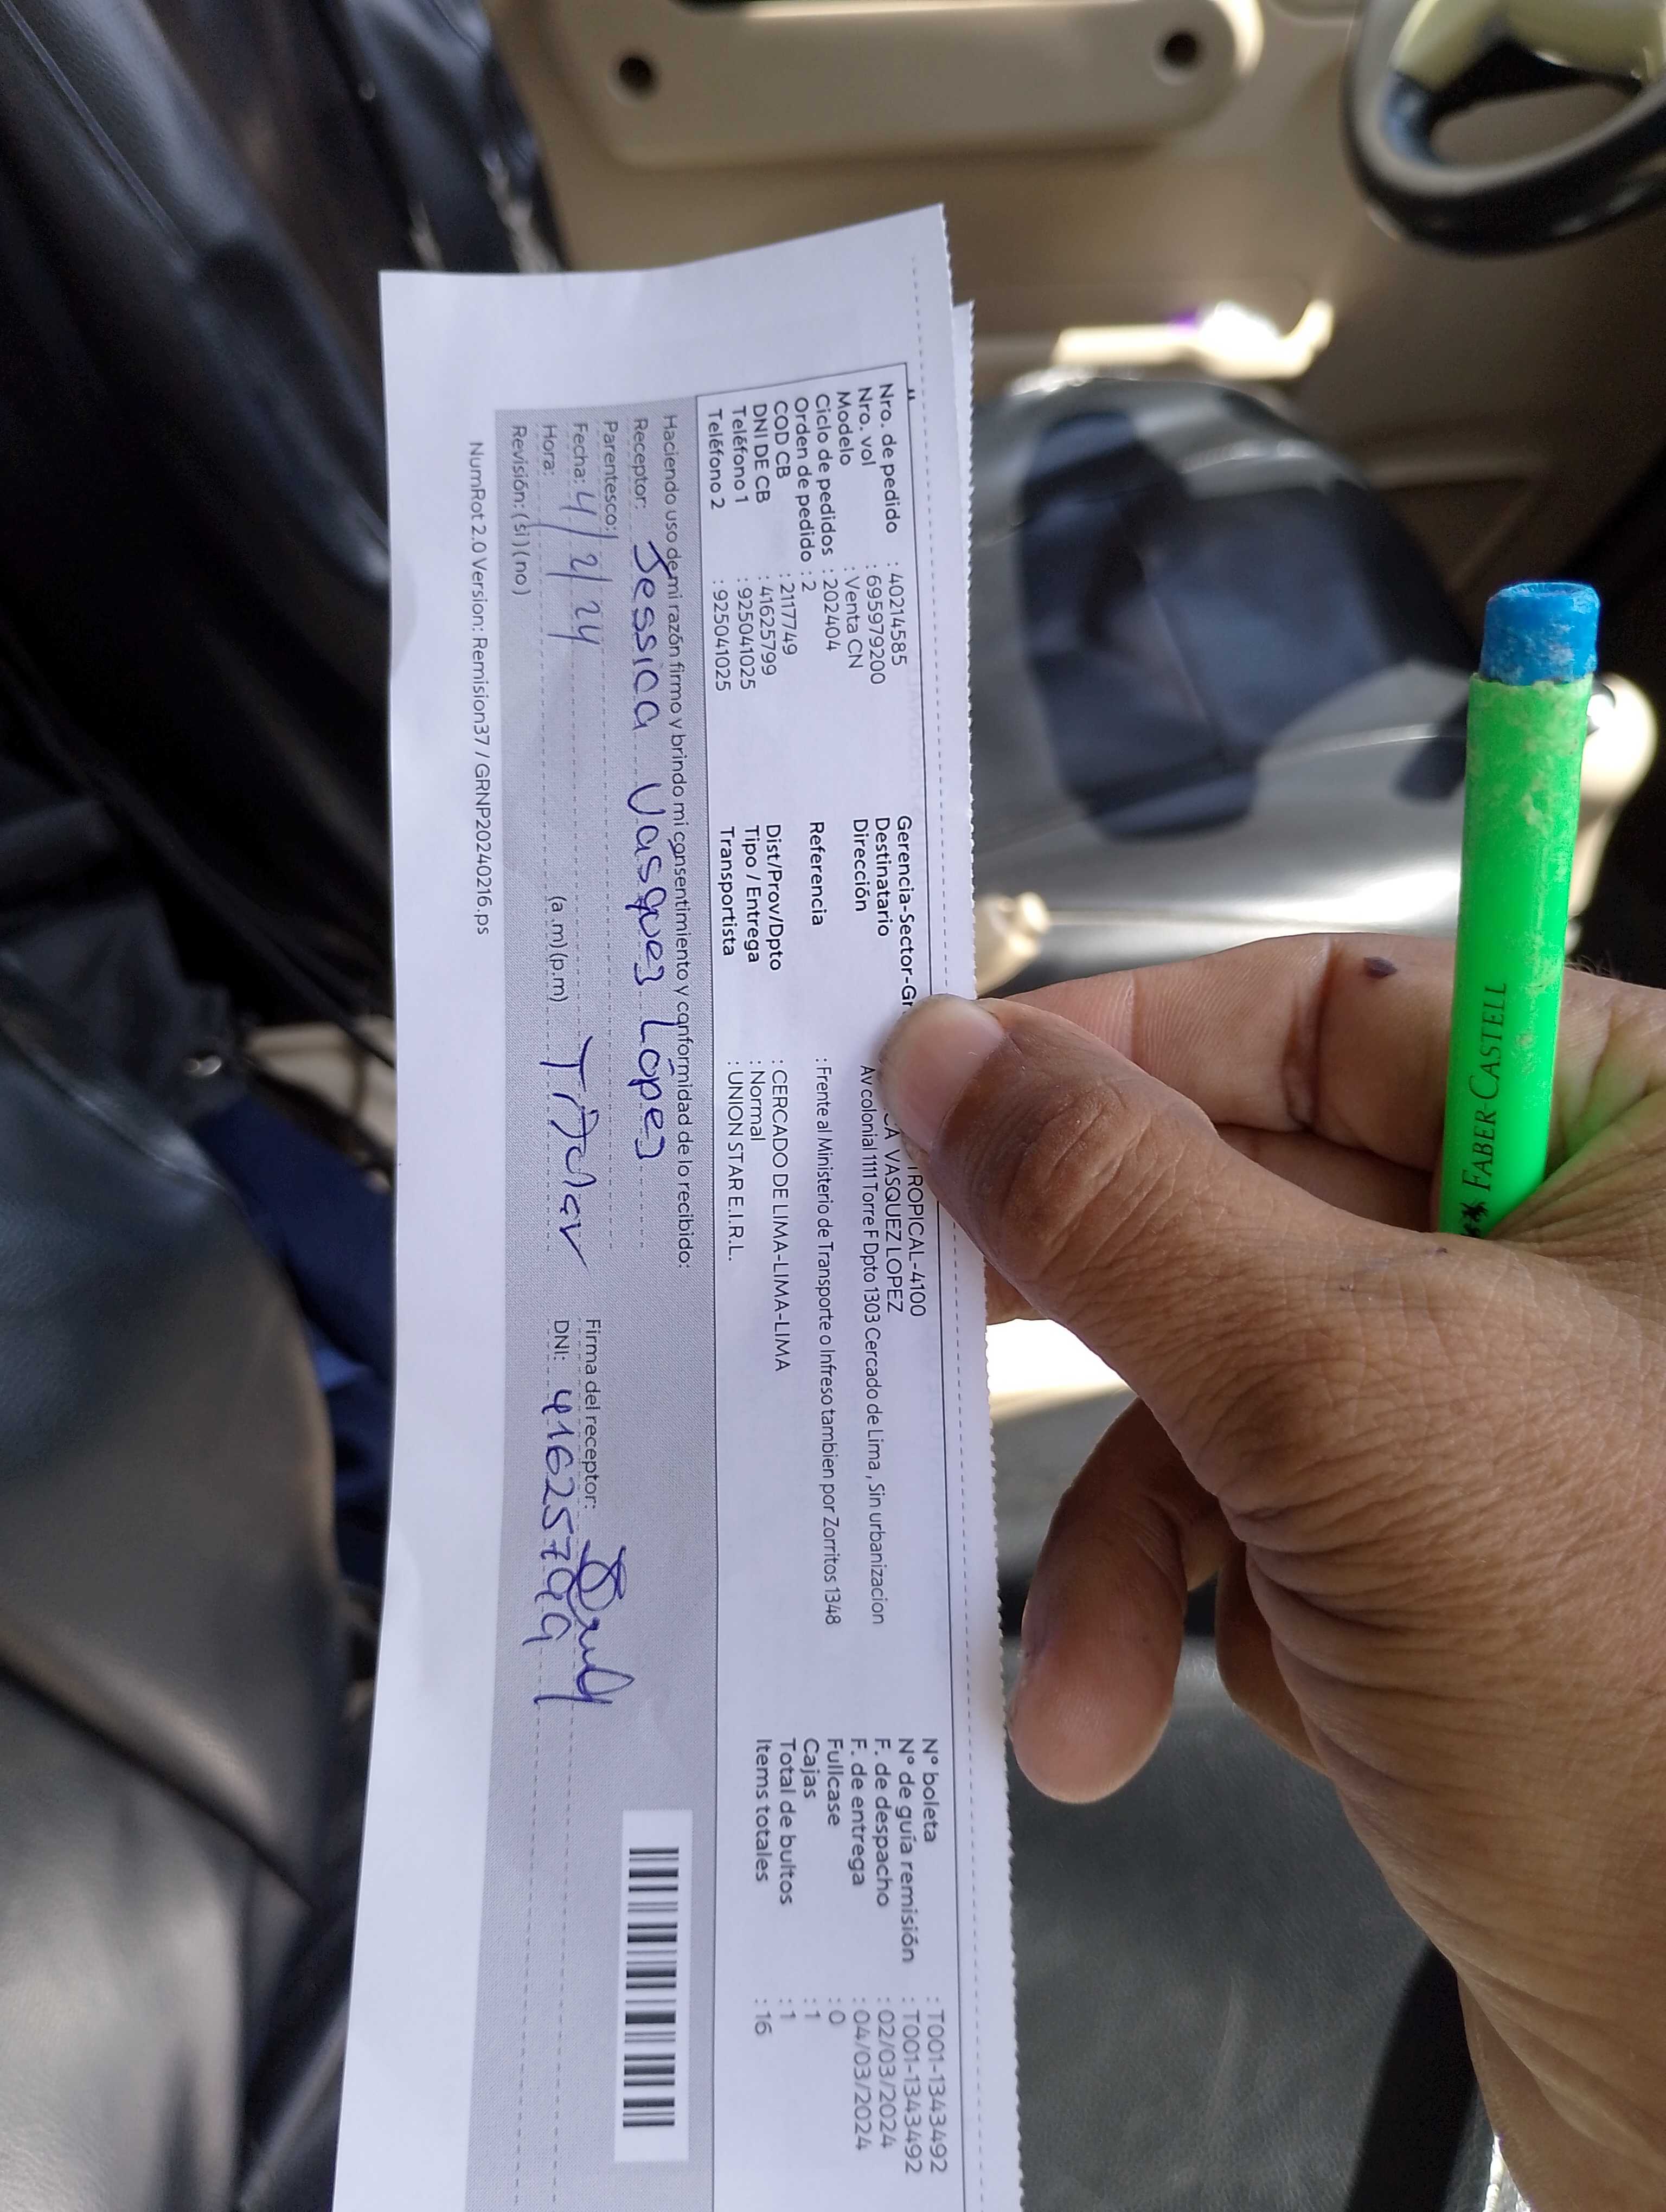 Nro. de pedido : 40214585
Nro. vol : 695979200
Modelo : Venta CN
Ciclo de pedidos : 202404
Orden de pedido : 2
COD CB : 2117749
DNI DE CB : 41625799
Teléfono 1 : 925041025
Teléfono 2 : 925041025
Gerencia-Sector-Gr TROPICAL-4100
Destinatario CA VASQUEZ LOPEZ
Dirección Av colonial 1111 Torre F Dpto 1303 Cercado de Lima , Sin urbanizacion
Referencia : Frente al Ministerio de Transporte o Infreso tambien por Zorritos 1348
Dist/Prov/Dpto : CERCADO DE LIMA-LIMA-LIMA
Tipo / Entrega : Normal
Transportista : UNION STAR E.I.R.L.
N° boleta : T001-1343492
N° de guía remisión : T001-1343492
F. de despacho : 02/03/2024
F. de entrega : 04/03/2024
Fullcase : 0
Cajas : 1
Total de bultos : 1
Items totales : 16
Haciendo uso de mi razón firmo y brindo mi consentimiento y conformidad de lo recibido:
Receptor: Jessica Vasquez López
Parentesco: Titular
Fecha: 4/2/24
Hora: (a.m)(p.m)
Revisión: (si) (no)
Firma del receptor:
DNI: 41625799
NumRot 2.0 Version: Remision37 / GRNP20240216.ps
FABER CASTELL